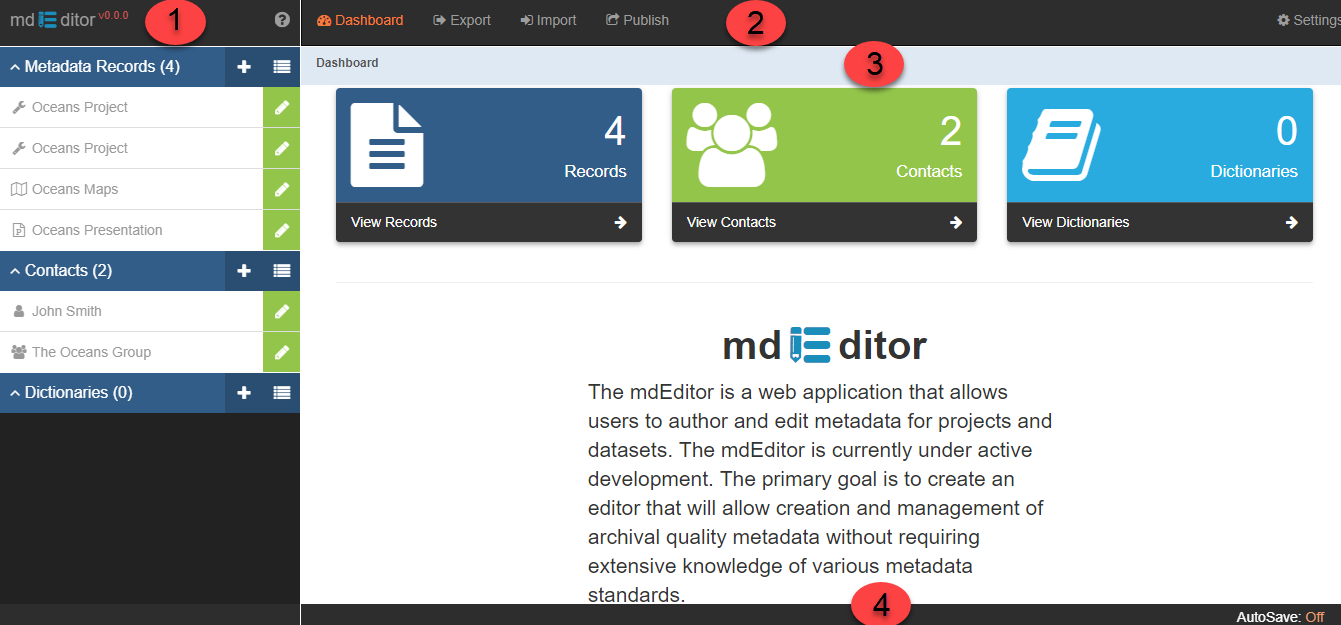 md ditor v0.0.0
1
?
Metadata Records (4)
Oceans Project
Oceans Project
Oceans Maps
Oceans Presentation
Contacts (2)
John Smith
The Oceans Group
Dictionaries (0)
Dashboard
Export
Import
Publish
2
Settings
Dashboard
3
4
Records
View Records
2
Contacts
View Contacts
0
Dictionaries
View Dictionaries
md ditor
The mdEditor is a web application that allows
users to author and edit metadata for projects and
datasets. The mdEditor is currently under active
development. The primary goal is to create an
editor that will allow creation and management of
archival quality metadata without requiring
extensive knowledge of various metadata
standards.
4
AutoSave: Off